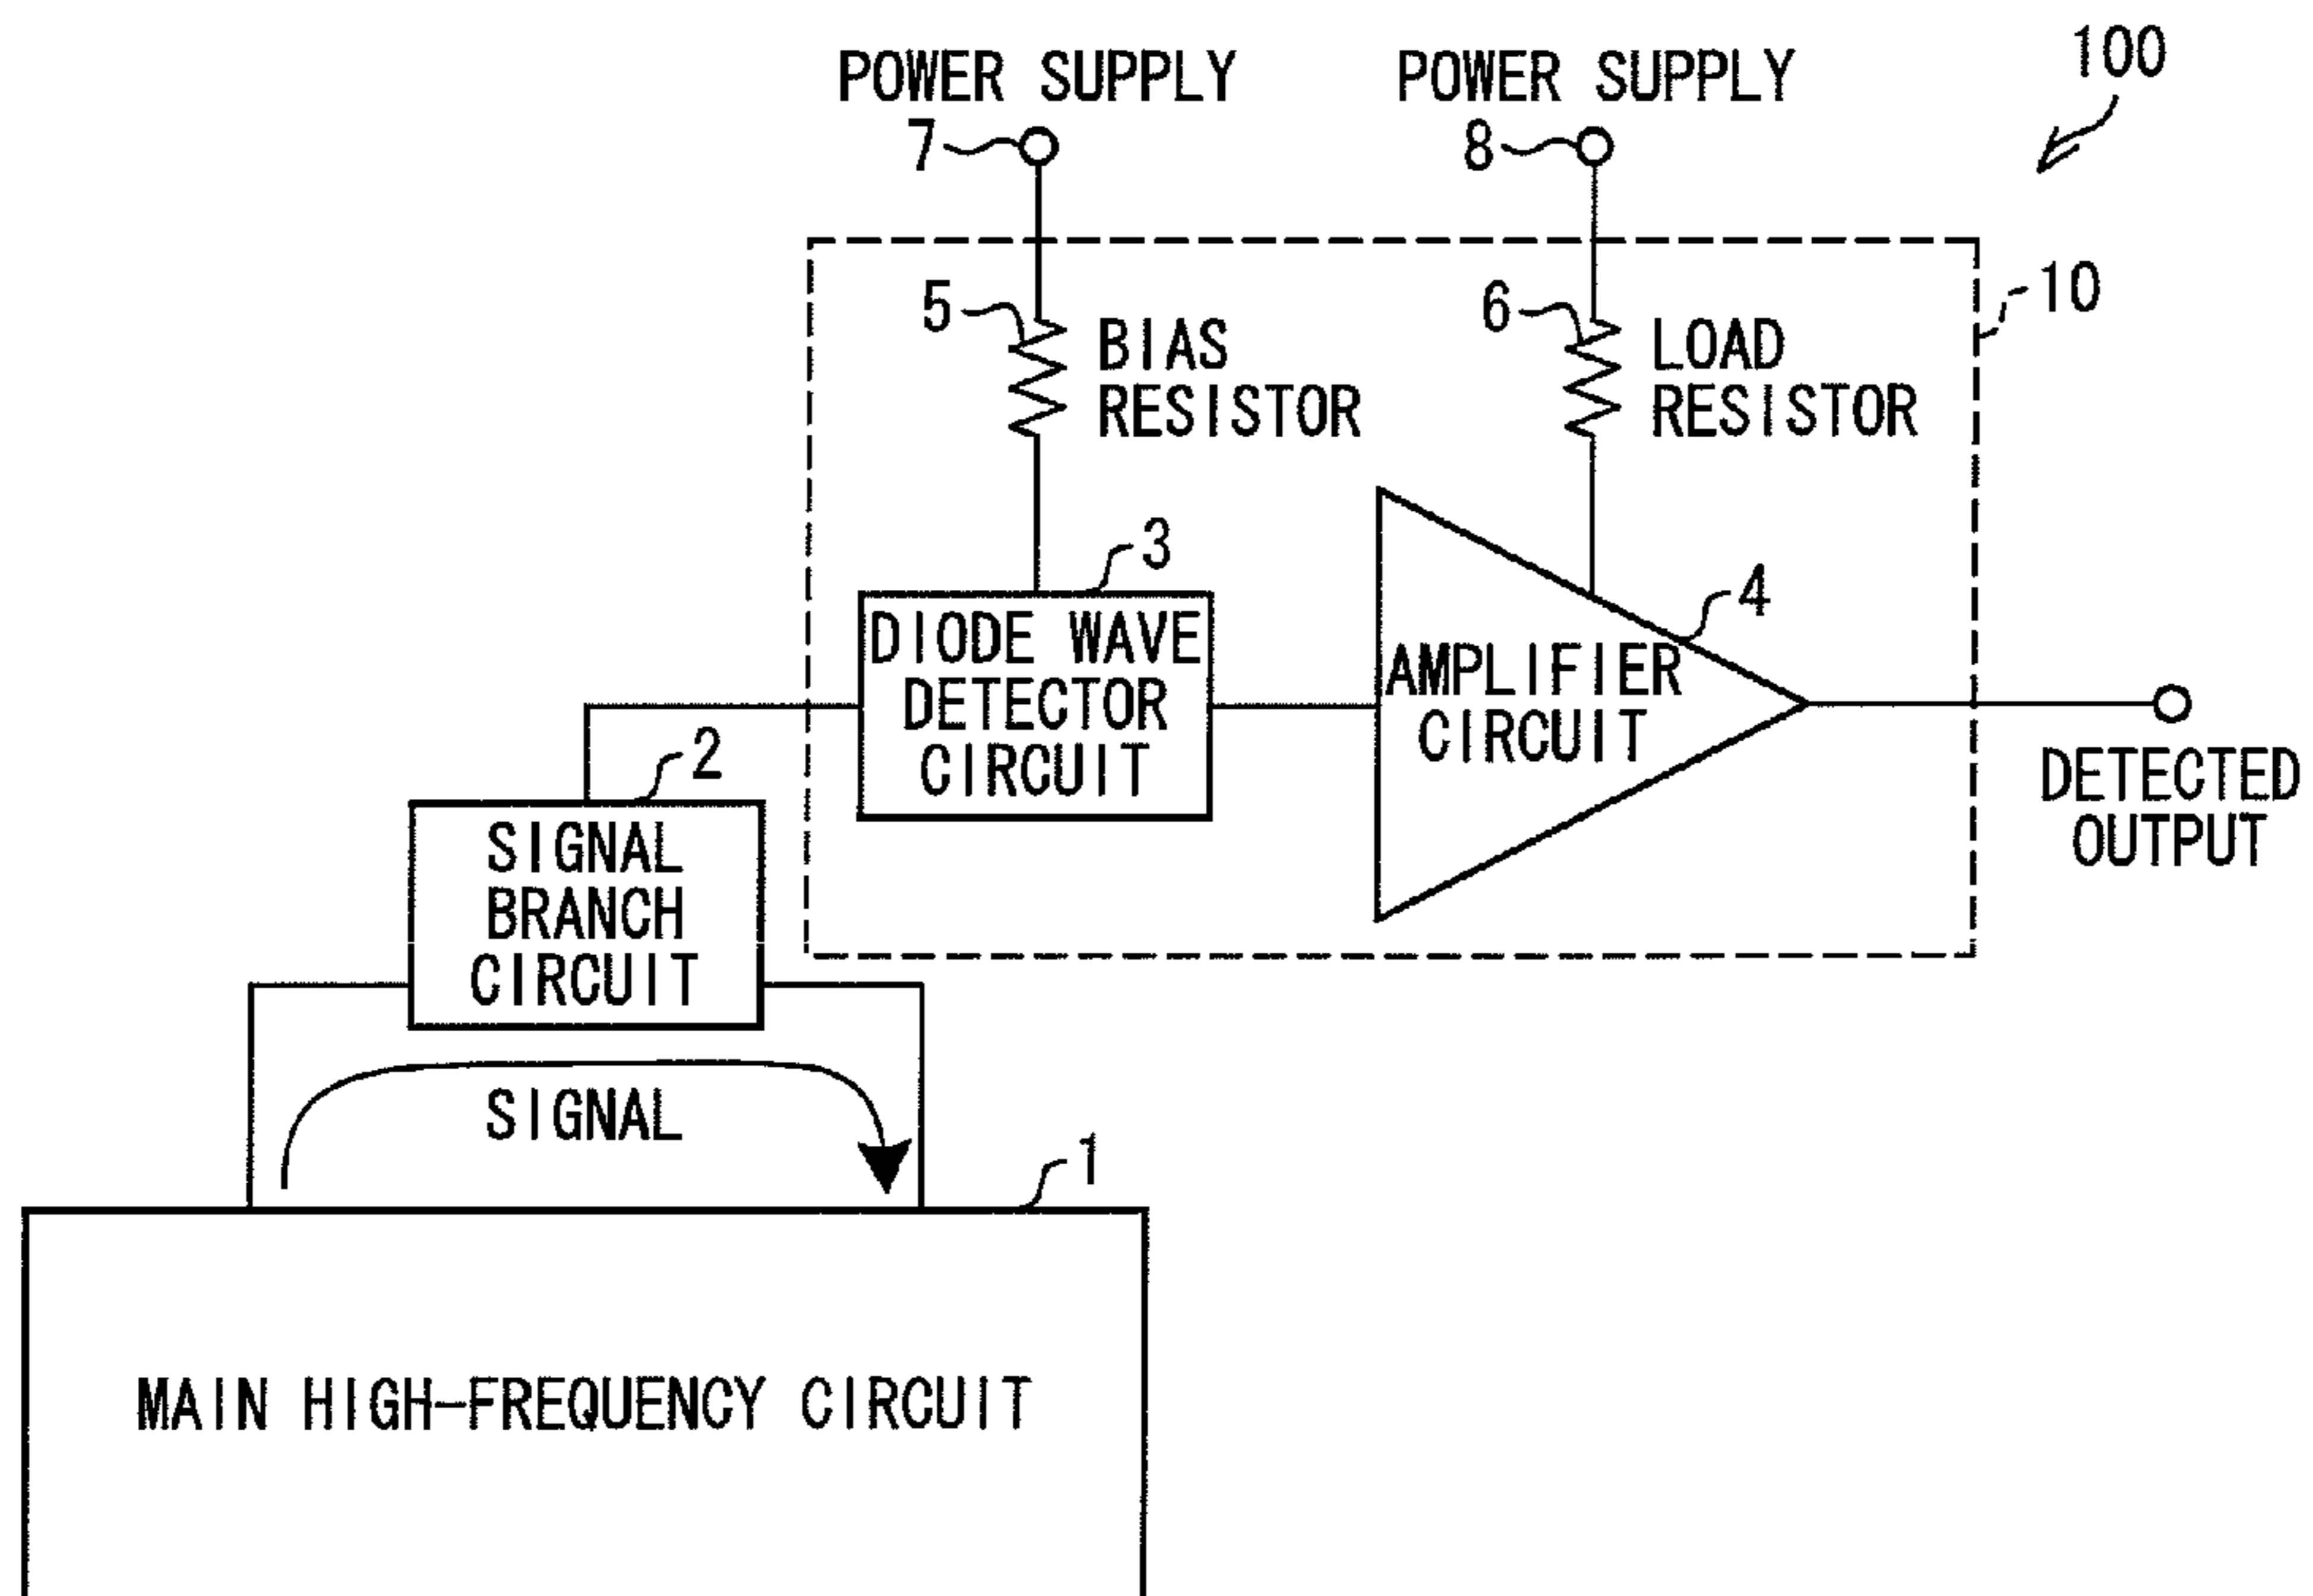 100
POWER SUPPLY
POWER SUPPLY
7
8
10
5
BIAS
RESISTOR
6
LOAD
RESISTOR
3
DIODE WAVE
DETECTOR
CIRCUIT
4
AMPLIFIER
CIRCUIT
2
SIGNAL
BRANCH
CIRCUIT
DETECTED
OUTPUT
SIGNAL
1
MAIN HIGH-FREQUENCY CIRCUIT